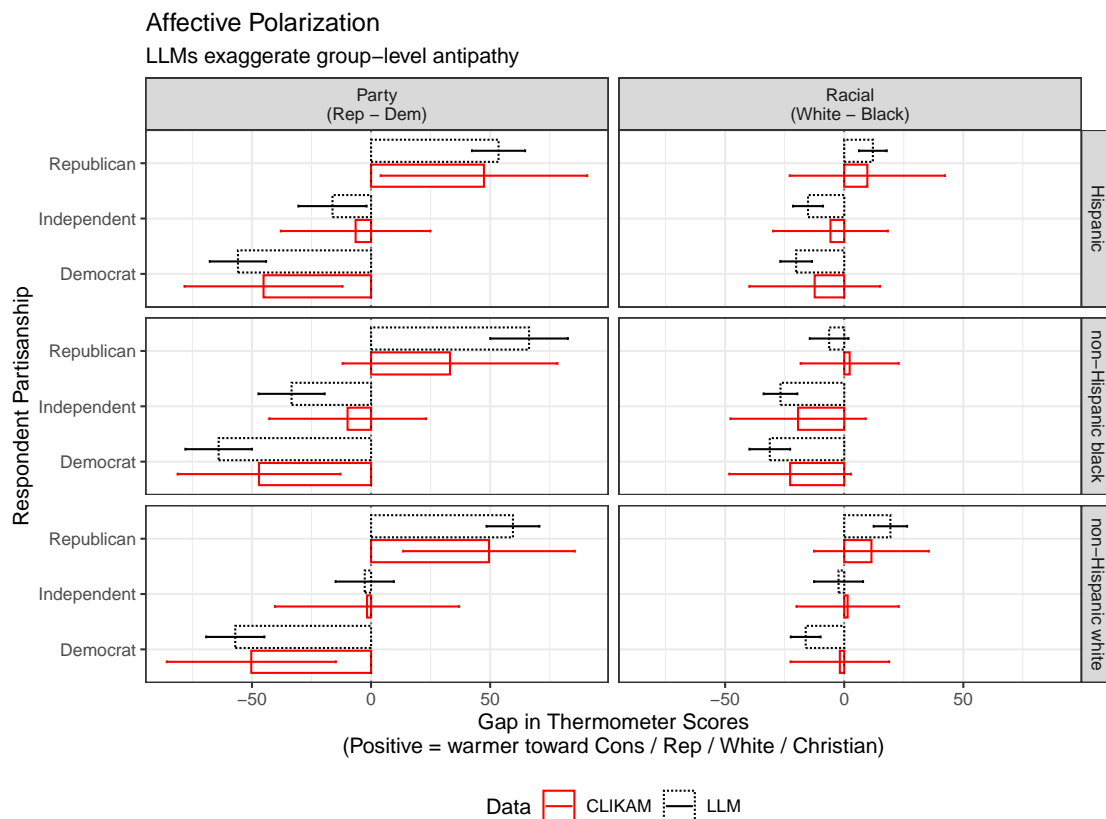 Affective Polarization
LLMs exaggerate group−level antipathy
Party
(Rep − Dem)
Racial
(White − Black)
Respondent Partisanship
Republican
Independent
Democrat
Hispanic
Republican
Independent
Democrat
non−Hispanic black
Republican
Independent
Democrat
non−Hispanic white
−50 0 50 −50 0 50
Gap in Thermometer Scores
(Positive = warmer toward Cons / Rep / White / Christian)
Data CLIKAM LLM